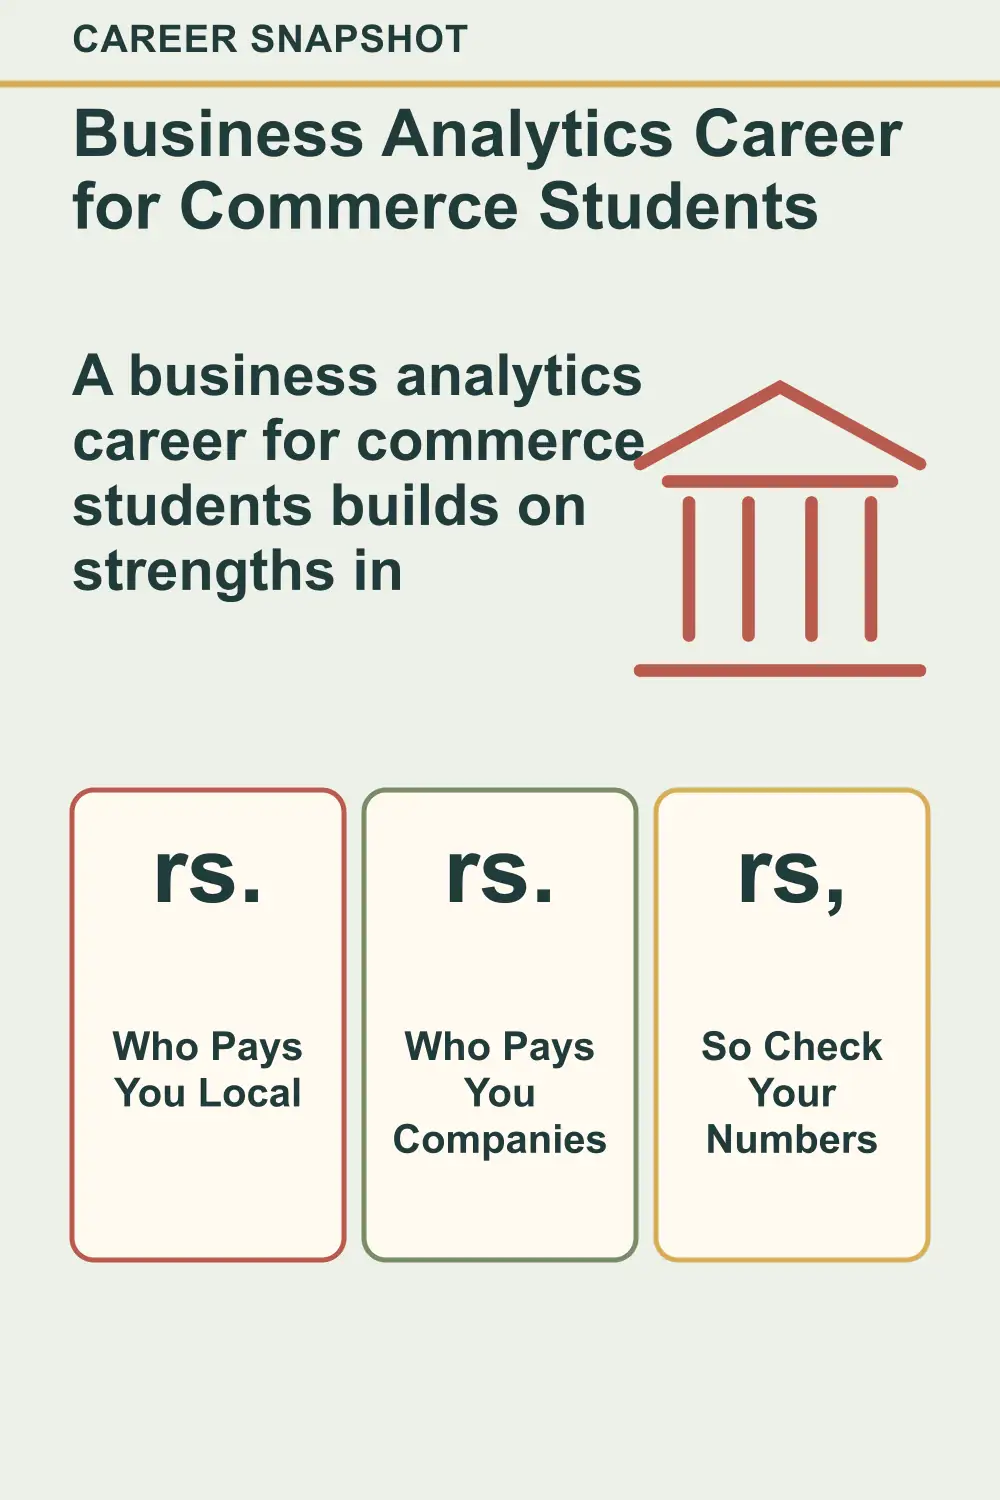 CAREER SNAPSHOT
Business Analytics Career
for Commerce Students
A business analytics
career for commerce
students builds on
strengths in
rs.
Who Pays
You Local
rs.
Who Pays
You
Companies
rs,
So Check
Your
Numbers